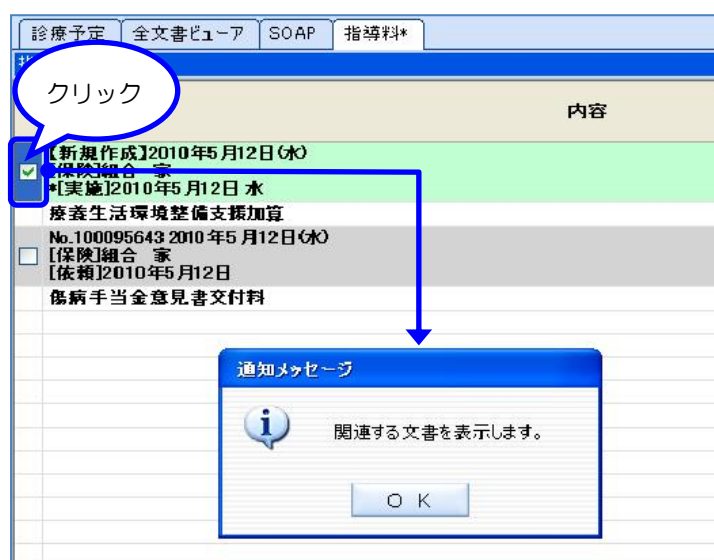 診療予定 全文書ビューア SOAP 指導料*
クリック
内容
【新規作成】2010年5月12日(水)
[保険]組合 家
*[実施]2010年5月12日 水
療養生活環境整備支援加算
No.100095643 2010年5月12日(水)
[保険]組合 家
[依頼]2010年5月12日
傷病手当金意見書交付料
通知メッセージ
関連する文書を表示します。
O K